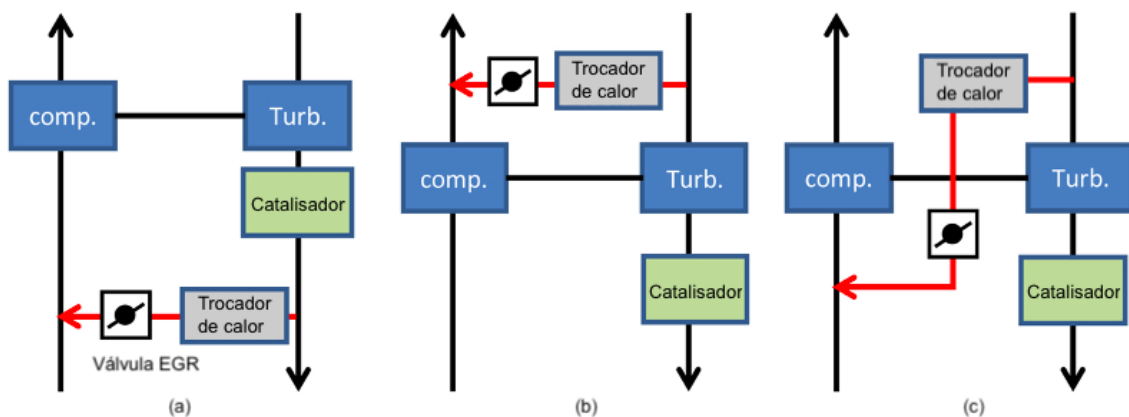 comp.
Turb.
Catalisador
Trocador
de calor
Válvula EGR
(a)
Trocador
de calor
comp.
Turb.
Catalisador
(b)
Trocador
de calor
comp.
Turb.
Catalisador
(c)